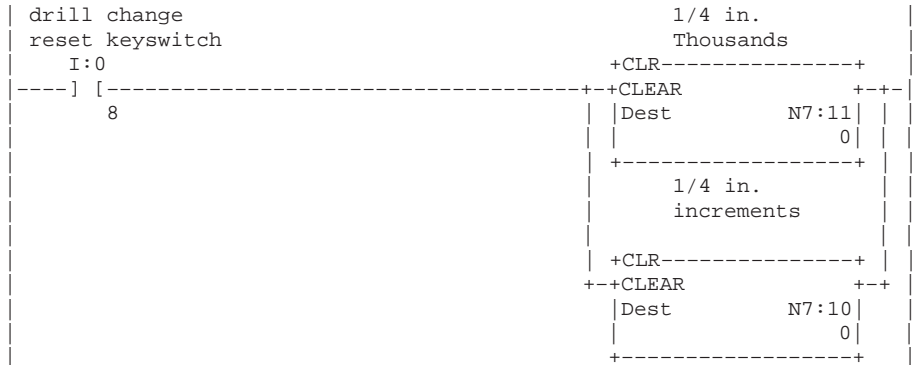 drill change 1/4 in.
reset keyswitch Thousands
I:0 +CLR---------------+
|----] [------------------------------------+-+CLEAR +-+-|
8 | |Dest N7:11| | |
| | 0| | |
| +------------------+ | |
1/4 in.
increments
| +CLR---------------+ | |
+-+CLEAR +-+ |
|Dest N7:10| |
| 0| |
+------------------+ |